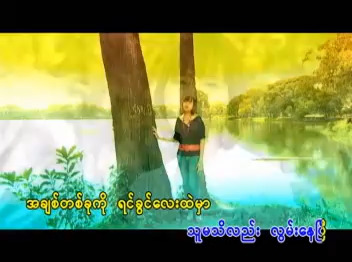 အချစ်တစ်ခုကို ရင်ခွင်လေးထဲမှာ
သူမသိလည်း လွမ်းနေပြီ